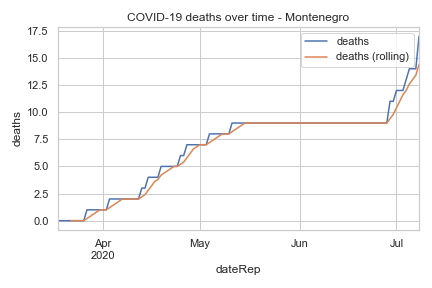 COVID-19 deaths over time - Montenegro
17.5
15.0
12.5
10.0
7.5
5.0
2.5
0.0
deaths
deaths
deaths (rolling)
Apr
2020
May
Jun
Jul
dateRep